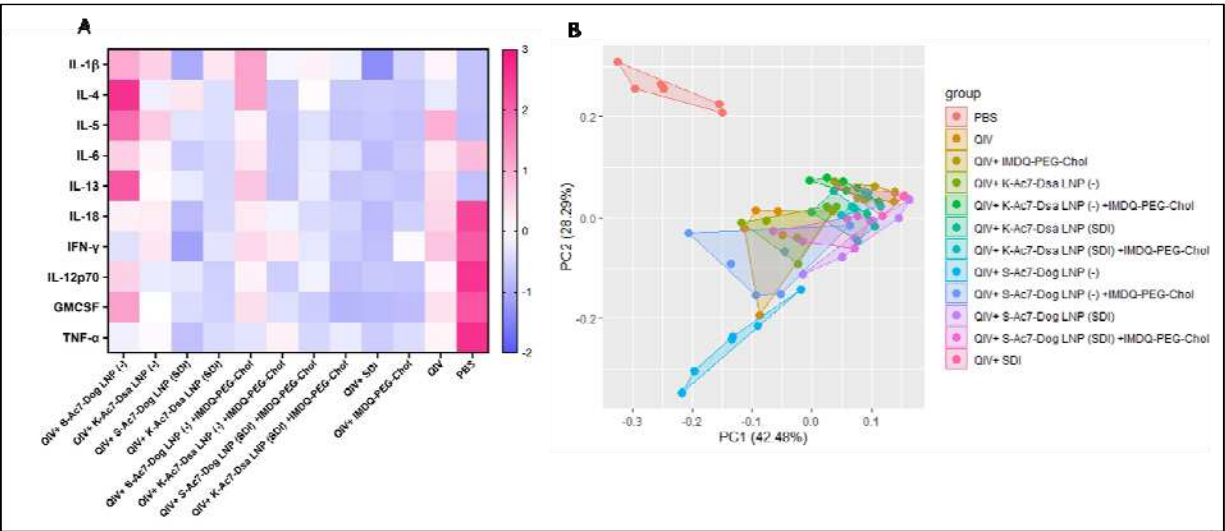 A
IL-1β
IL-4
IL-5
IL-6
IL-13
IL-18
IFN-γ
IL-12p70
GMCSF
TNF-α
3
2
1
0
-1
-2
QIV+ S-Ac7-Dog LNP (-)
QIV+ K-Ac7-Dsa LNP (-)
QIV+ S-Ac7-Dog LNP (SDI)
QIV+ K-Ac7-Dsa LNP (SDI)
QIV+ S-Ac7-Dog LNP (-) +IMDQ-PEG-Chol
QIV+ K-Ac7-Dsa LNP (-) +IMDQ-PEG-Chol
QIV+ S-Ac7-Dog LNP (SDI) +IMDQ-PEG-Chol
QIV+ K-Ac7-Dsa LNP (SDI) +IMDQ-PEG-Chol
QIV+ SDI
QIV+ IMDQ-PEG-Chol
QIV
PBS
B
0.2
0.0
-0.2
PC2 (28.29%)
-0.3
-0.2
-0.1
0.0
0.1
PC1 (42.48%)
group
PBS
QIV
QIV+ IMDQ-PEG-Chol
QIV+ K-Ac7-Dsa LNP (-)
QIV+ K-Ac7-Dsa LNP (-) +IMDQ-PEG-Chol
QIV+ K-Ac7-Dsa LNP (SDI)
QIV+ K-Ac7-Dsa LNP (SDI) +IMDQ-PEG-Chol
QIV+ S-Ac7-Dog LNP (-)
QIV+ S-Ac7-Dog LNP (-) +IMDQ-PEG-Chol
QIV+ S-Ac7-Dog LNP (SDI)
QIV+ S-Ac7-Dog LNP (SDI) +IMDQ-PEG-Chol
QIV+ SDI